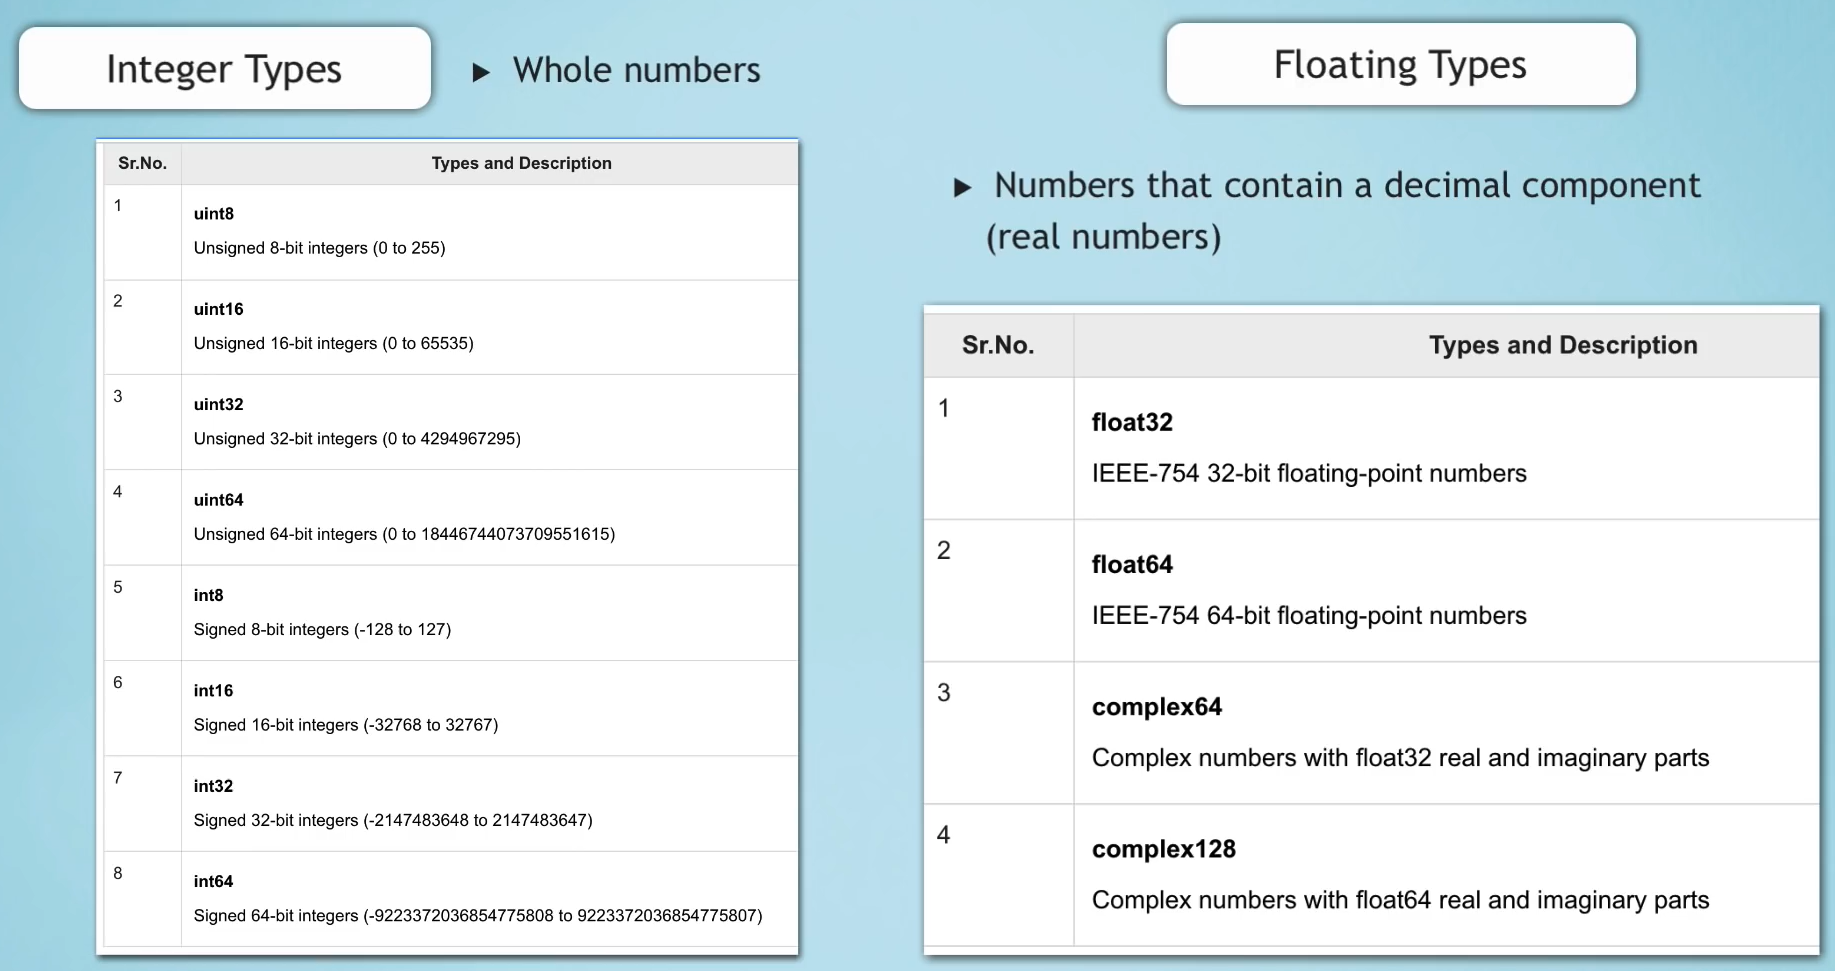 Integer Types
Whole numbers
Sr.No. Types and Description
1
uint8
Unsigned 8-bit integers (0 to 255)
2
uint16
Unsigned 16-bit integers (0 to 65535)
3
uint32
Unsigned 32-bit integers (0 to 4294967295)
4
uint64
Unsigned 64-bit integers (0 to 18446744073709551615)
5
int8
Signed 8-bit integers (-128 to 127)
6
int16
Signed 16-bit integers (-32768 to 32767)
7
int32
Signed 32-bit integers (-2147483648 to 2147483647)
8
int64
Signed 64-bit integers (-9223372036854775808 to 9223372036854775807)
Floating Types
Numbers that contain a decimal component
(real numbers)
Sr.No. Types and Description
1
float32
IEEE-754 32-bit floating-point numbers
2
float64
IEEE-754 64-bit floating-point numbers
3
complex64
Complex numbers with float32 real and imaginary parts
4
complex128
Complex numbers with float64 real and imaginary parts